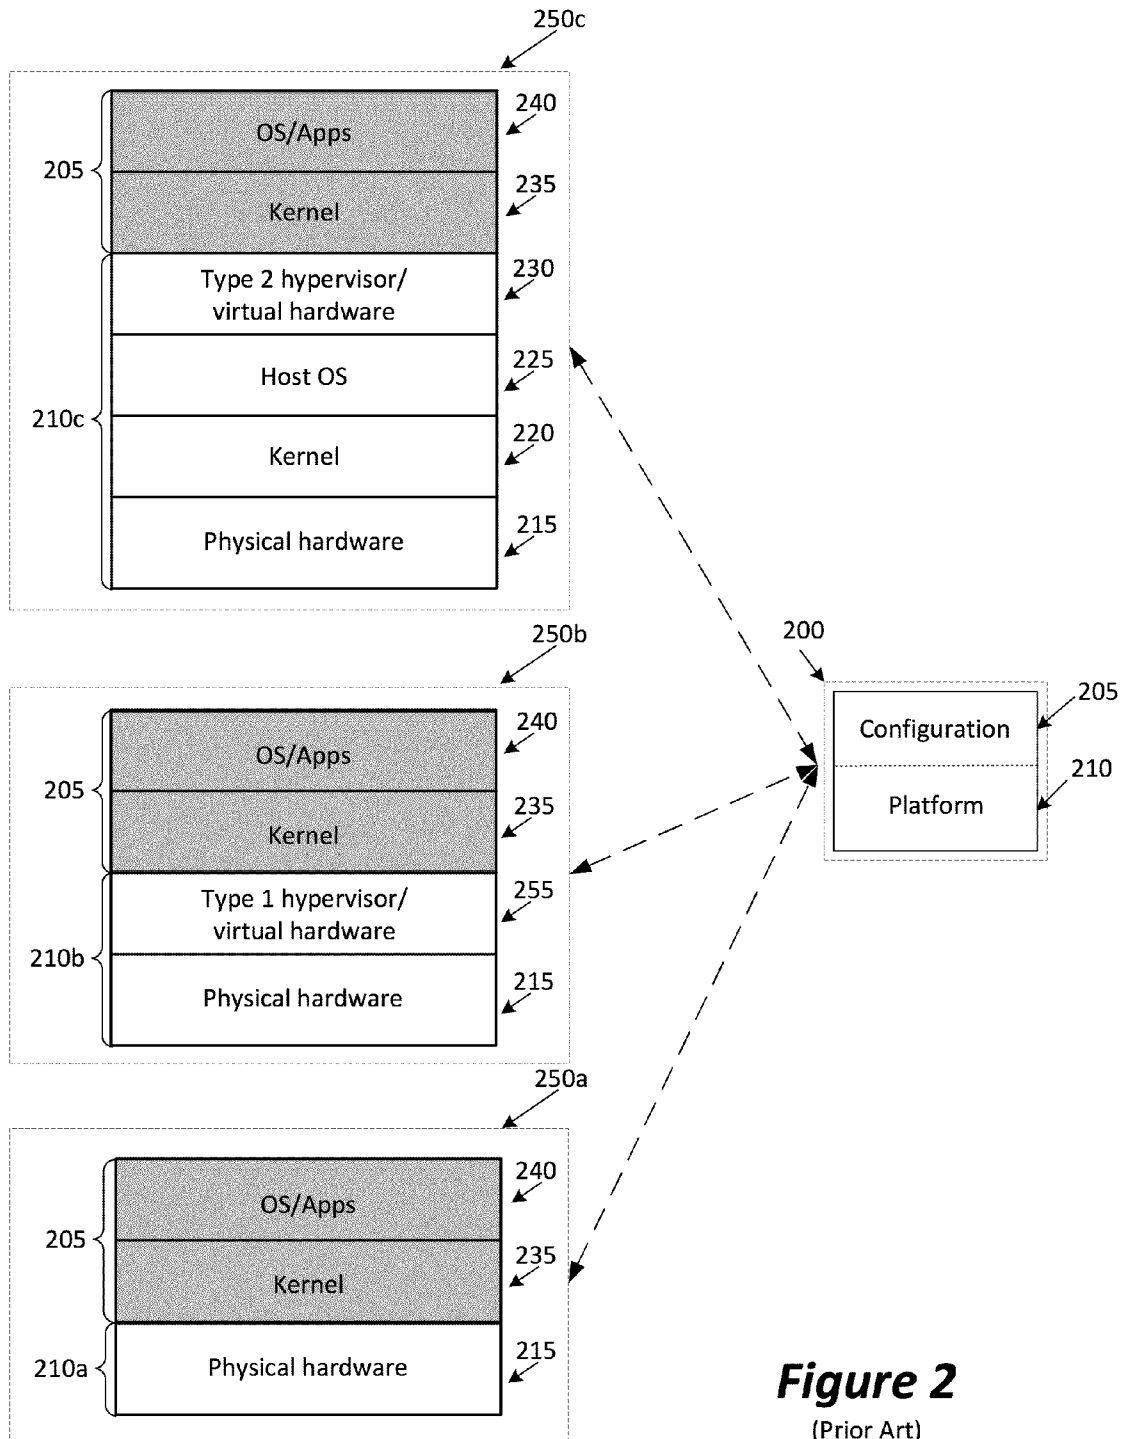 250c
240
OS/Apps
205
235
Kernel
230
Type 2 hypervisor/
virtual hardware
225
Host OS
210c
220
Kernel
215
Physical hardware
250b
200
205
Configuration
210
Platform
240
OS/Apps
205
235
Kernel
255
Type 1 hypervisor/
virtual hardware
210b
215
Physical hardware
250a
240
OS/Apps
205
235
Kernel
215
Physical hardware
210a
Figure 2
(Prior Art)